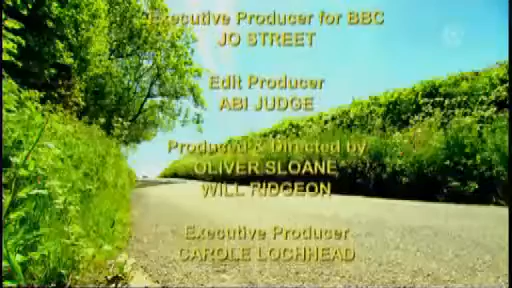 Executive Producer for BBC
JO STREET
Edit Producer
ABI JUDGE
Produced & Directed by
OLIVER SLOANE
WILL RIDGEON
Executive Producer
CAROLE LOCHHEAD